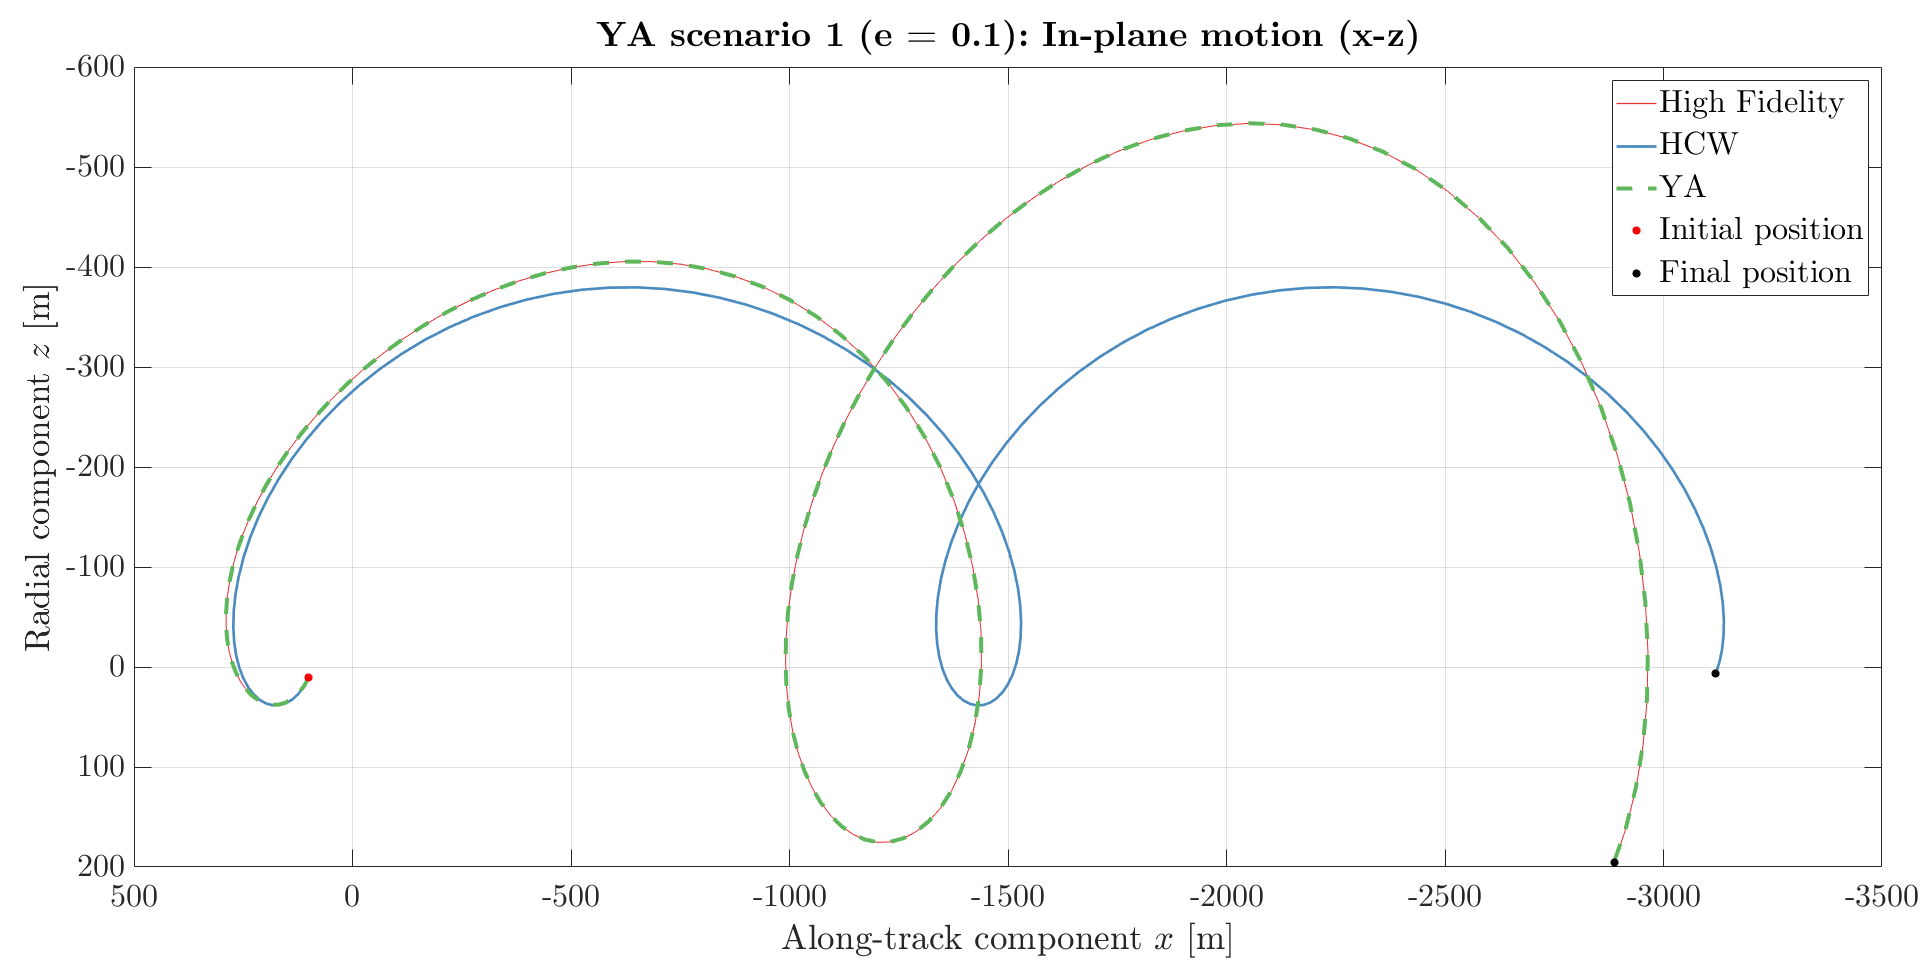 YA scenario 1 (e = 0.1): In-plane motion (x-z)
-600
-500
-400
-300
-200
-100
0
100
200
Radial component z [m]
High Fidelity
HCW
YA
Initial position
Final position
500
0
-500
-1000
-1500
-2000
-2500
-3000
-3500
Along-track component x [m]